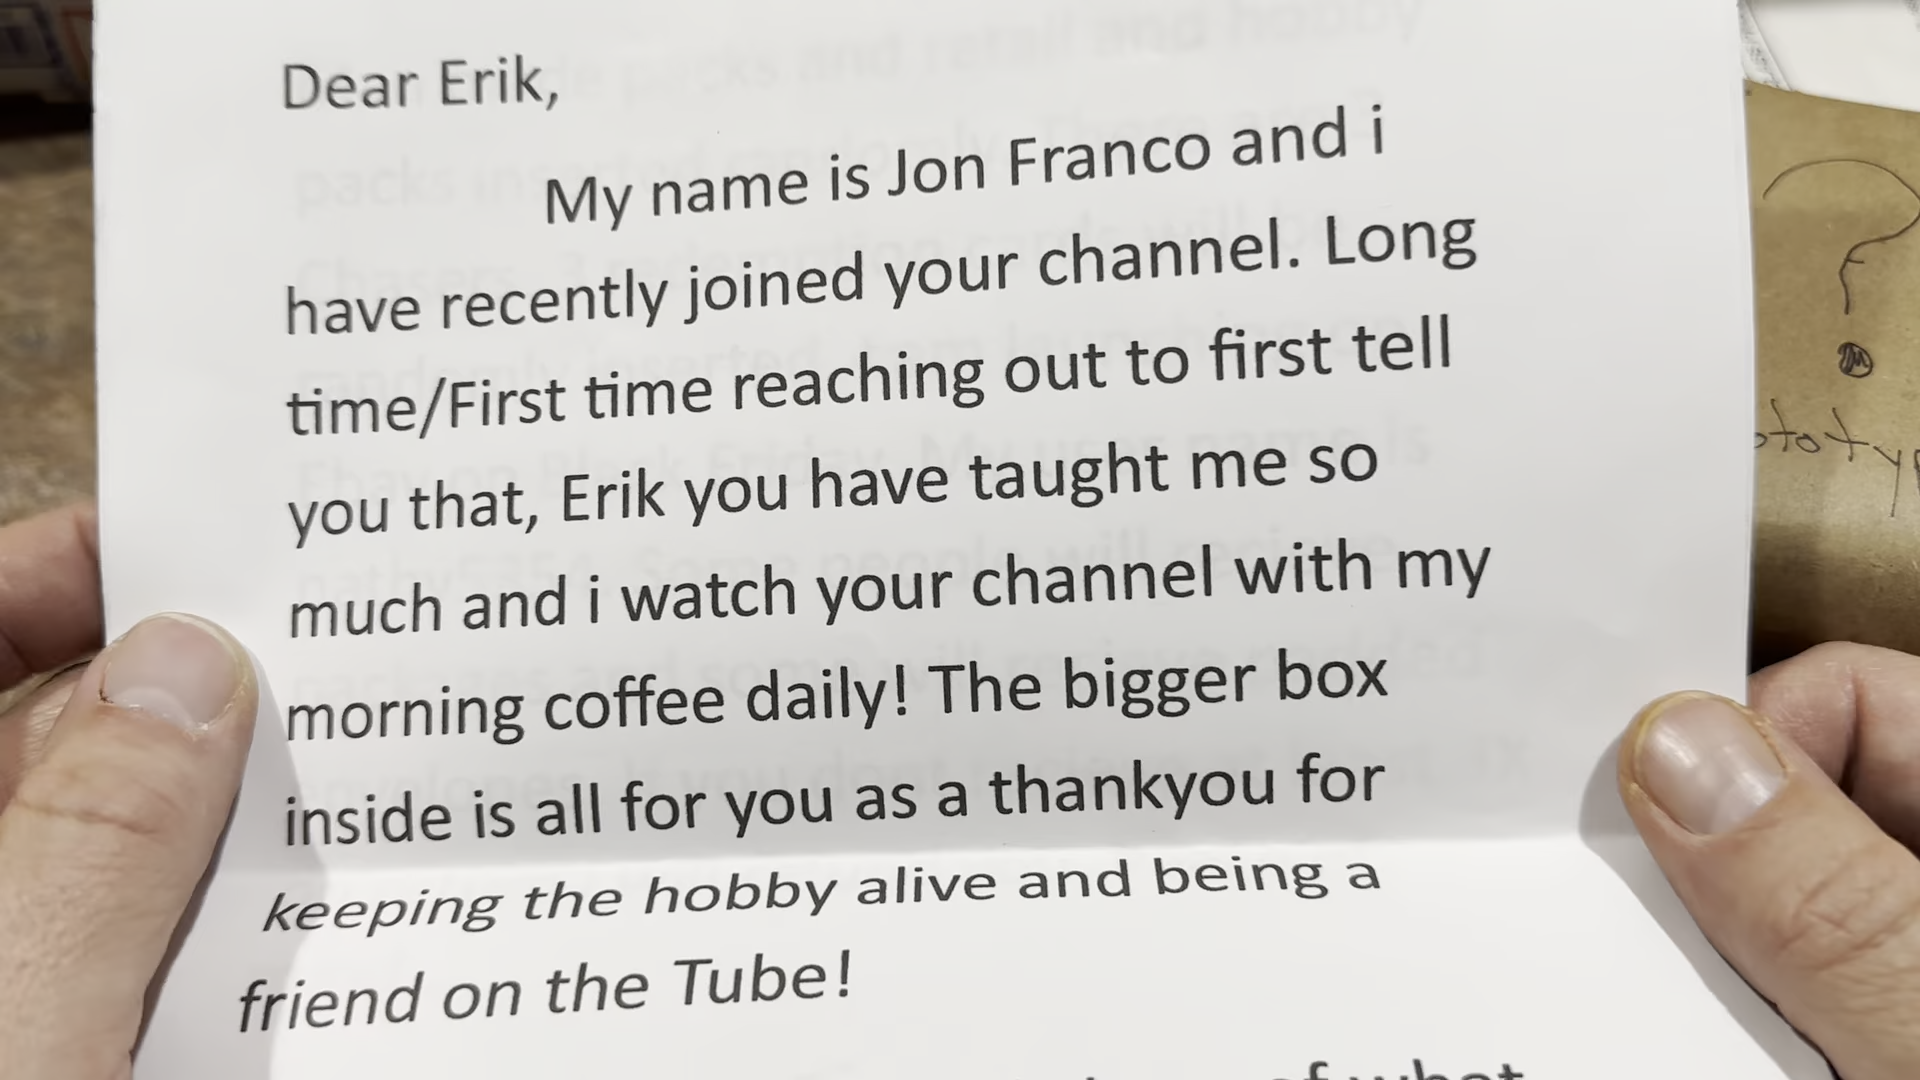 Dear Erik,
My name is Jon Franco and i
have recently joined your channel. Long
time/First time reaching out to first tell
you that, Erik you have taught me so
much and i watch your channel with my
morning coffee daily! The bigger box
inside is all for you as a thankyou for
keeping the hobby alive and being a
friend on the Tube!
of what
?